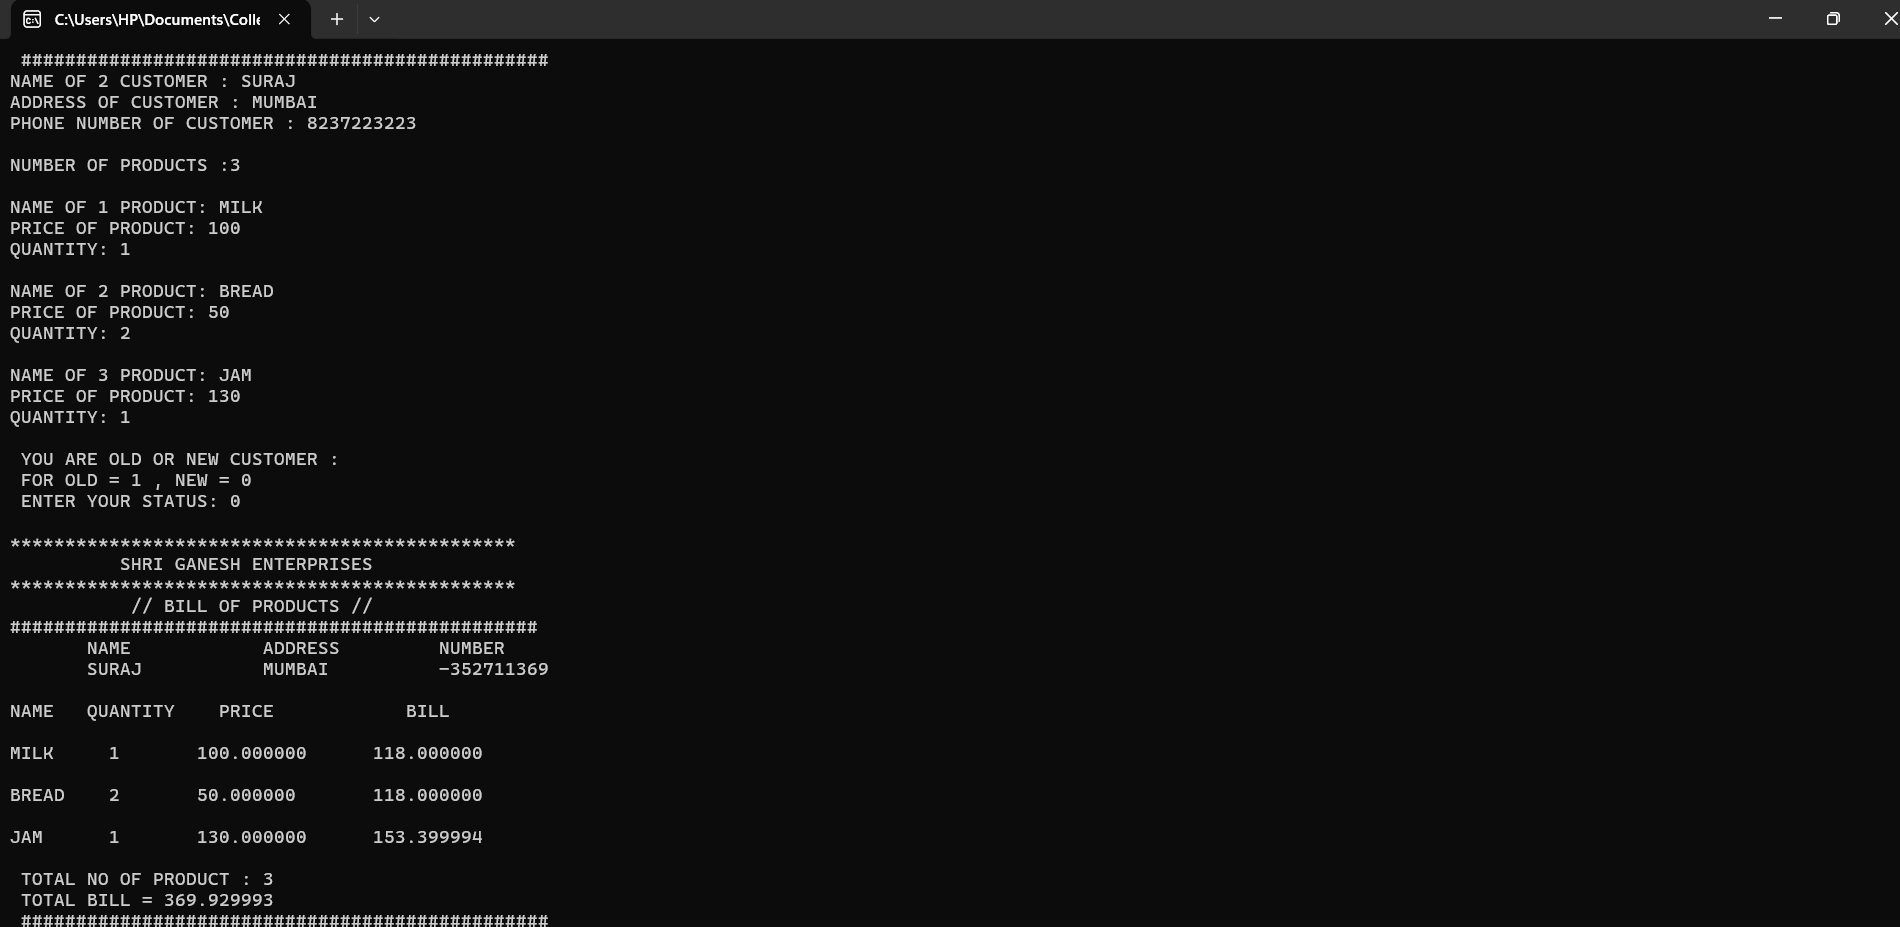 C:\Users\HP\Documents\Colle
################################################
NAME OF 2 CUSTOMER : SURAJ
ADDRESS OF CUSTOMER : MUMBAI
PHONE NUMBER OF CUSTOMER : 8237223223
NUMBER OF PRODUCTS :3
NAME OF 1 PRODUCT: MILK
PRICE OF PRODUCT: 100
QUANTITY: 1
NAME OF 2 PRODUCT: BREAD
PRICE OF PRODUCT: 50
QUANTITY: 2
NAME OF 3 PRODUCT: JAM
PRICE OF PRODUCT: 130
QUANTITY: 1
YOU ARE OLD OR NEW CUSTOMER :
FOR OLD = 1 , NEW = 0
ENTER YOUR STATUS: 0
**********************************************
SHRI GANESH ENTERPRISES
**********************************************
// BILL OF PRODUCTS //
################################################
NAME ADDRESS NUMBER
SURAJ MUMBAI -352711369
NAME QUANTITY PRICE BILL
MILK 1 100.000000 118.000000
BREAD 2 50.000000 118.000000
JAM 1 130.000000 153.399994
TOTAL NO OF PRODUCT : 3
TOTAL BILL = 369.929993
################################################